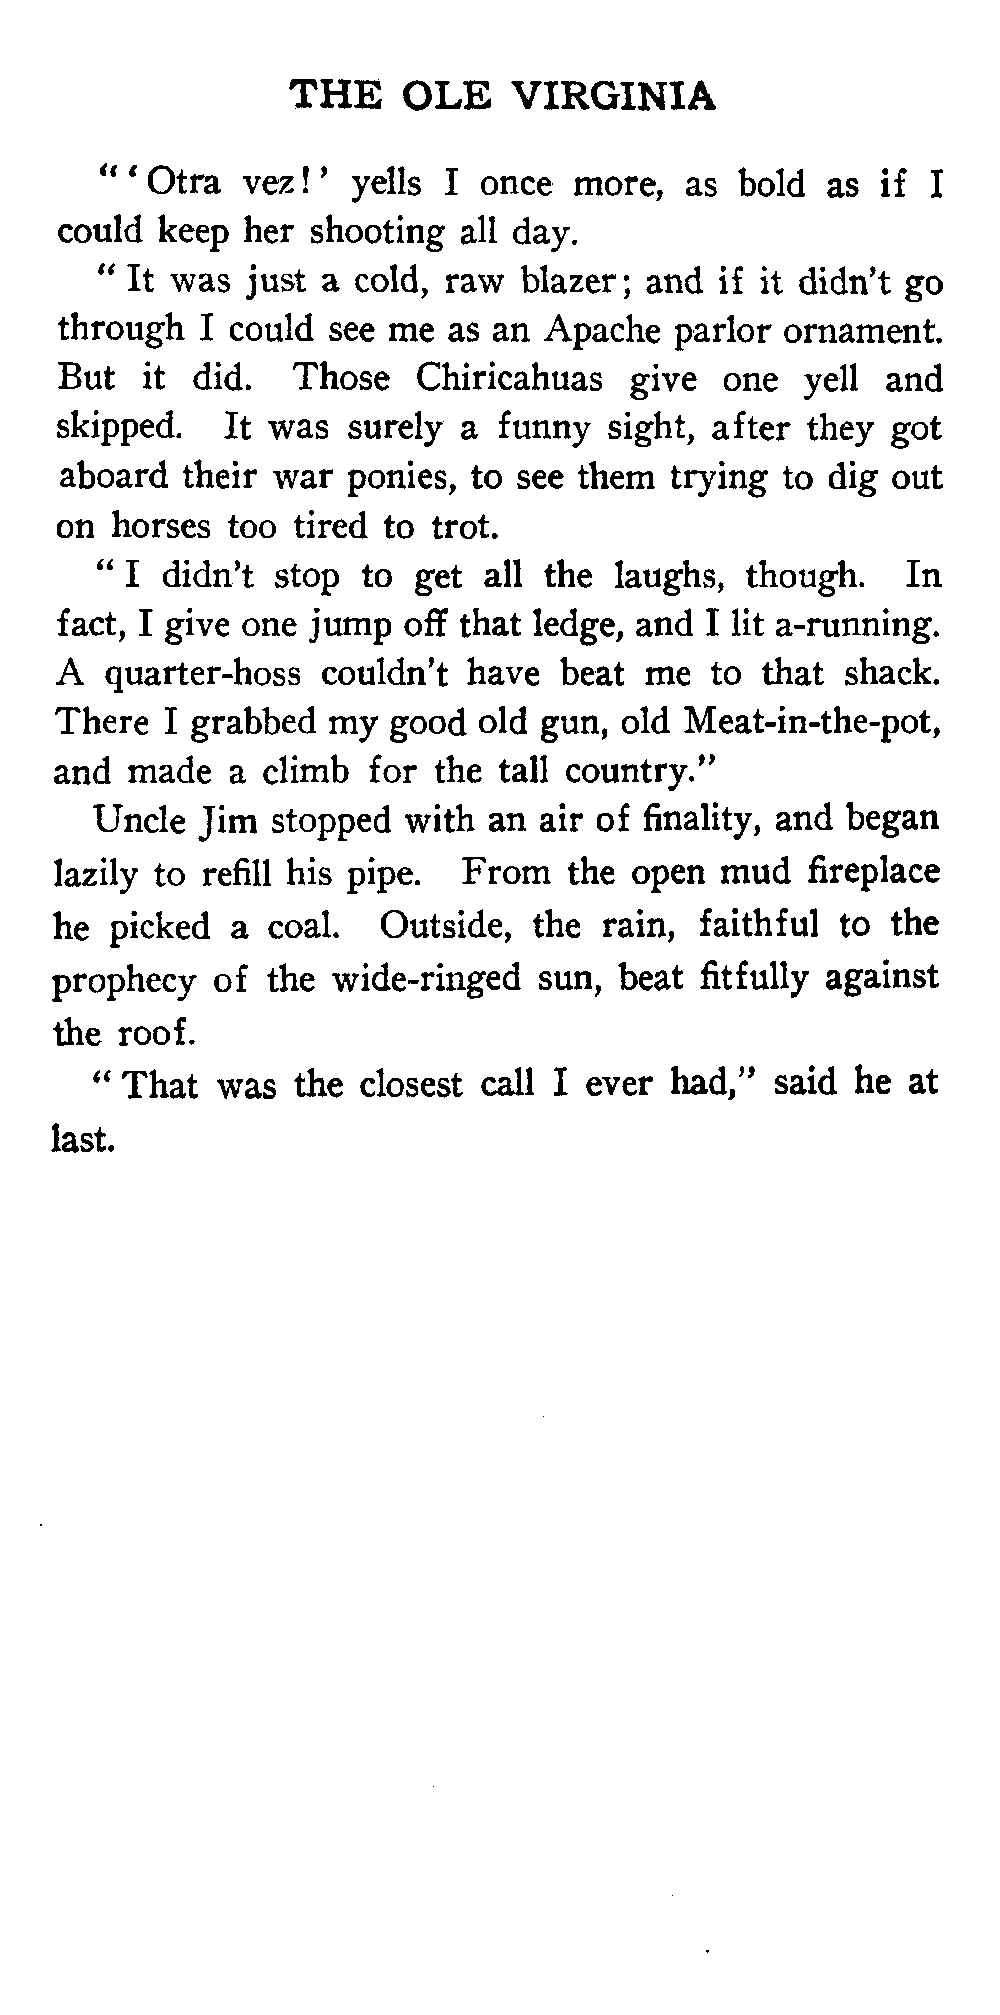 THE OLE VIRGINIA
“ ‘ Otra vez! ’ yells I once more, as bold as if I
could keep her shooting all day.
“ It was just a cold, raw blazer; and if it didn’t go
through I could see me as an Apache parlor ornament.
But it did. Those Chiricahuas give one yell and
skipped. It was surely a funny sight, after they got
aboard their war ponies, to see them trying to dig out
on horses too tired to trot.
“ I didn’t stop to get all the laughs, though. In
fact, I give one jump off that ledge, and I lit a-running.
A quarter-hoss couldn’t have beat me to that shack.
There I grabbed my good old gun, old Meat-in-the-pot,
and made a climb for the tall country.”
Uncle Jim stopped with an air of finality, and began
lazily to refill his pipe. From the open mud fireplace
he picked a coal. Outside, the rain, faithful to the
prophecy of the wide-ringed sun, beat fitfully against
the roof.
“ That was the closest call I ever had,” said he at
last.